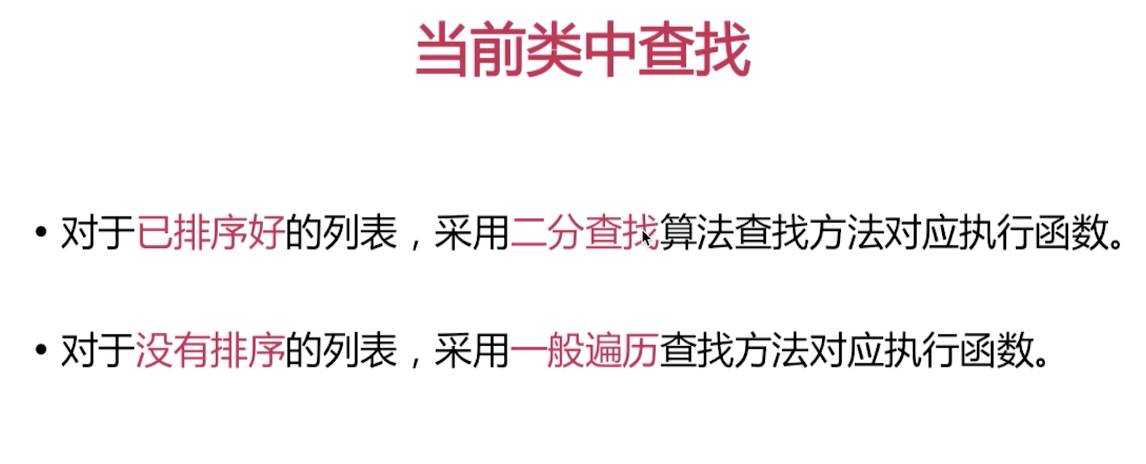 当前类中查找
• 对于已排序好的列表，采用二分查找算法查找方法对应执行函数。
• 对于没有排序的列表，采用一般遍历查找方法对应执行函数。